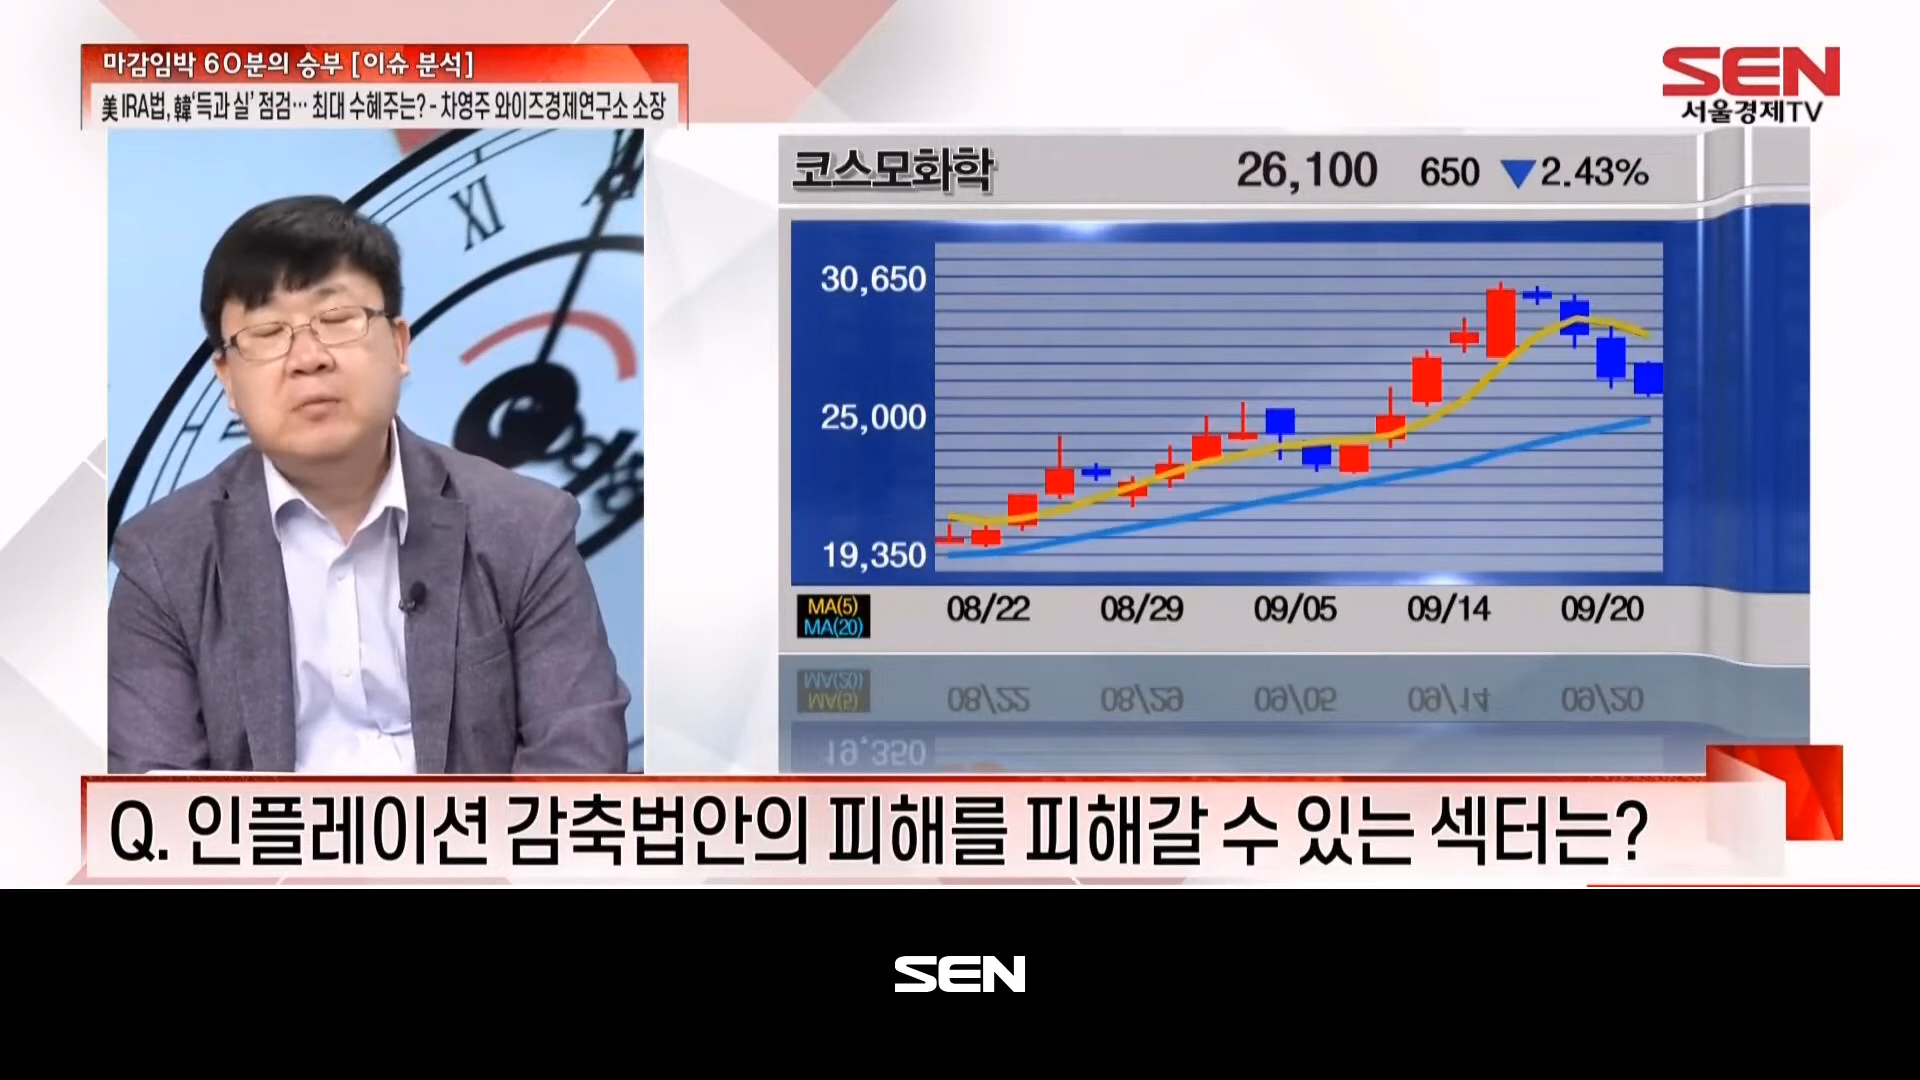 마감임박 60분의 승부 [이슈 분석]
美 IRA법, 韓 '득과 실' 점검… 최대 수혜주는? - 차영주 와이즈경제연구소 소장
SEN
서울경제TV
XI
코스모화학 26,100 650 ▼2.43%
30,650
25,000
19,350
MA(5)
MA(20)
08/22 08/29 09/05 09/14 09/20
Q. 인플레이션 감축법안의 피해를 피해갈 수 있는 섹터는?
SEN